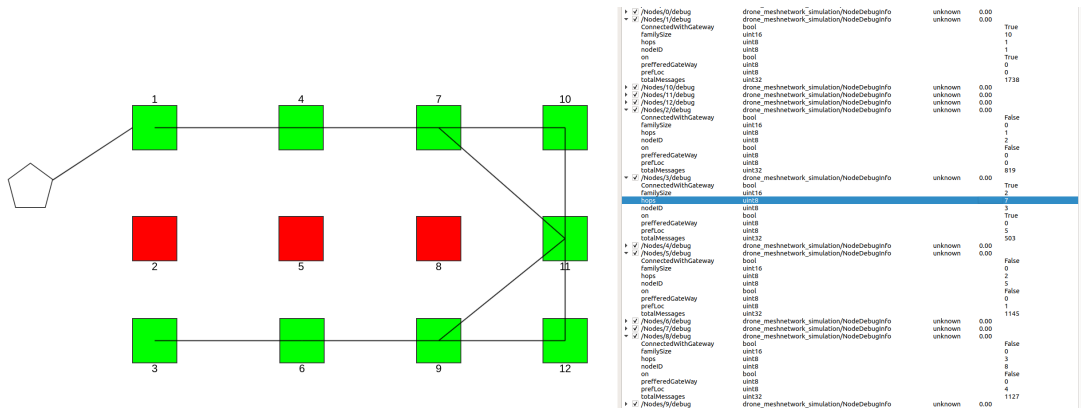 1 4 7 10
2 5 8 11
3 6 9 12
/Nodes/0/debug drone_meshnetwork_simulation/NodeDebugInfo unknown 0.00
/Nodes/1/debug drone_meshnetwork_simulation/NodeDebugInfo unknown 0.00
ConnectedWithGateway bool True
familySize uint16 10
hops uint8 1
nodeID uint8 1
on bool True
prefferedGateWay uint8 0
prefLoc uint8 0
totalMessages uint32 1738
/Nodes/10/debug drone_meshnetwork_simulation/NodeDebugInfo unknown 0.00
/Nodes/11/debug drone_meshnetwork_simulation/NodeDebugInfo unknown 0.00
/Nodes/12/debug drone_meshnetwork_simulation/NodeDebugInfo unknown 0.00
/Nodes/2/debug drone_meshnetwork_simulation/NodeDebugInfo unknown 0.00
ConnectedWithGateway bool False
familySize uint16 0
hops uint8 1
nodeID uint8 2
on bool False
prefferedGateWay uint8 0
prefLoc uint8 0
totalMessages uint32 819
/Nodes/3/debug drone_meshnetwork_simulation/NodeDebugInfo unknown 0.00
ConnectedWithGateway bool True
familySize uint16 2
hops uint8 7
nodeID uint8 3
on bool True
prefferedGateWay uint8 0
prefLoc uint8 5
totalMessages uint32 503
/Nodes/4/debug drone_meshnetwork_simulation/NodeDebugInfo unknown 0.00
/Nodes/5/debug drone_meshnetwork_simulation/NodeDebugInfo unknown 0.00
ConnectedWithGateway bool False
familySize uint16 0
hops uint8 2
nodeID uint8 5
on bool False
prefferedGateWay uint8 0
prefLoc uint8 1
totalMessages uint32 1145
/Nodes/6/debug drone_meshnetwork_simulation/NodeDebugInfo unknown 0.00
/Nodes/7/debug drone_meshnetwork_simulation/NodeDebugInfo unknown 0.00
/Nodes/8/debug drone_meshnetwork_simulation/NodeDebugInfo unknown 0.00
ConnectedWithGateway bool False
familySize uint16 0
hops uint8 3
nodeID uint8 8
on bool False
prefferedGateWay uint8 0
prefLoc uint8 4
totalMessages uint32 1127
/Nodes/9/debug drone_meshnetwork_simulation/NodeDebugInfo unknown 0.00